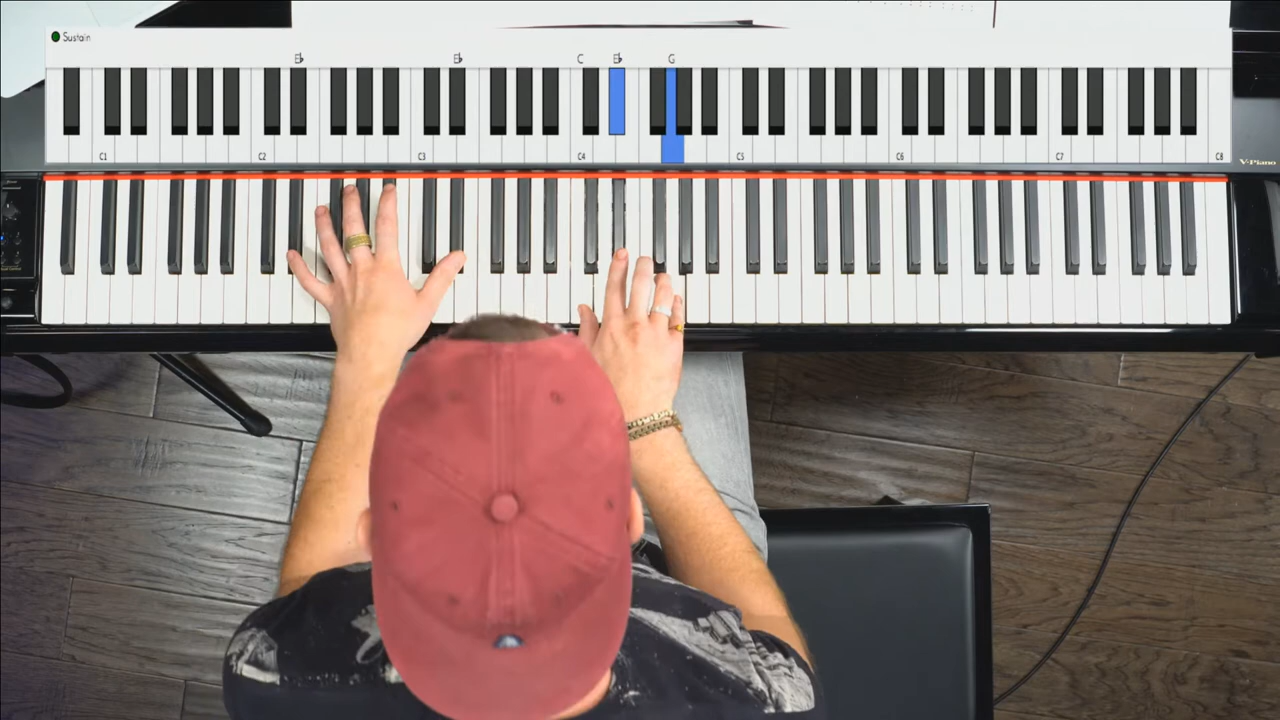 Sustain
E♭ E♭ C E♭ G
C1 C2 C3 C4 C5 C6 C7 C8
V-Piano